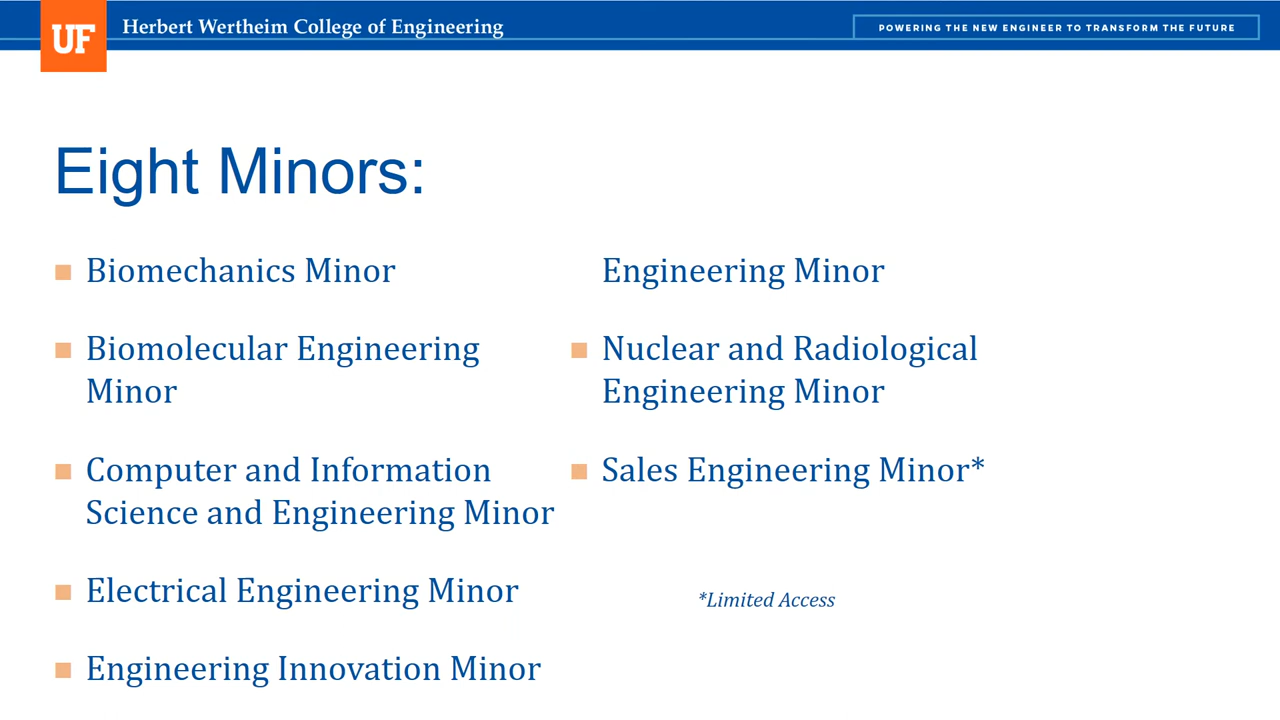 UF
Herbert Wertheim College of Engineering
POWERING THE NEW ENGINEER TO TRANSFORM THE FUTURE
Eight Minors:
Biomechanics Minor
Biomolecular Engineering
Minor
Computer and Information
Science and Engineering Minor
Electrical Engineering Minor
Engineering Innovation Minor
Engineering Minor
Nuclear and Radiological
Engineering Minor
Sales Engineering Minor*
*Limited Access